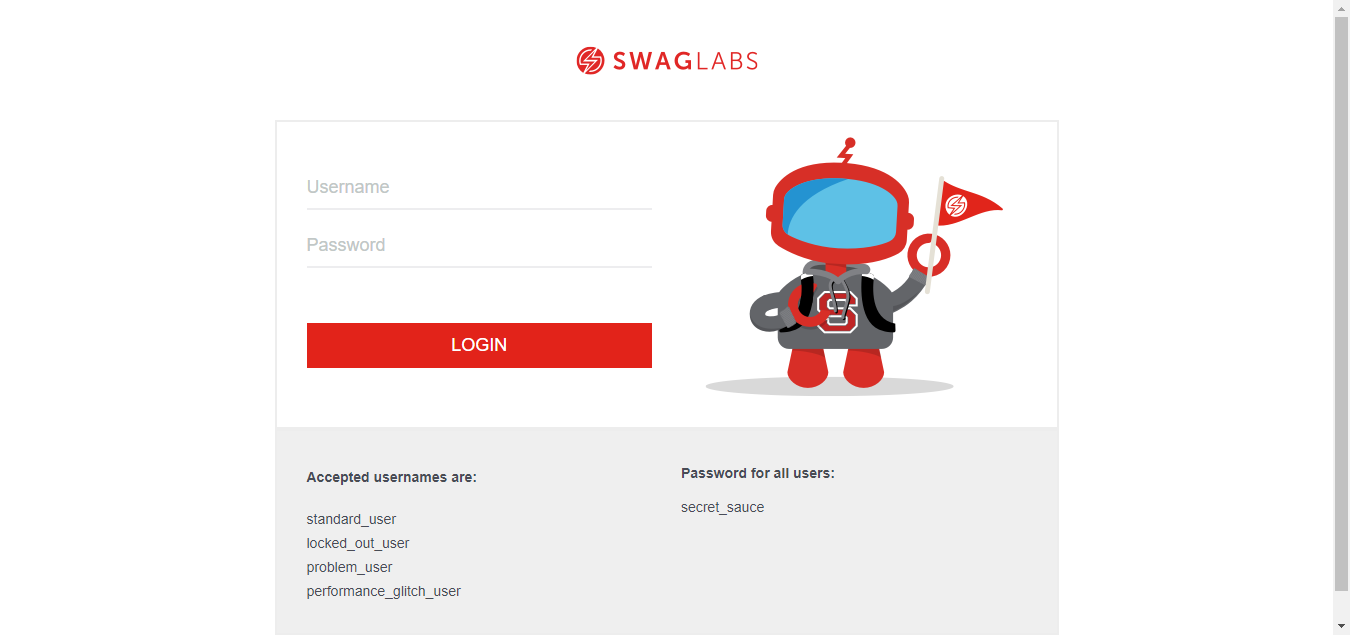 SWAGLABS
Username
Password
LOGIN
Accepted usernames are:
standard_user
locked_out_user
problem_user
performance_glitch_user
Password for all users:
secret_sauce